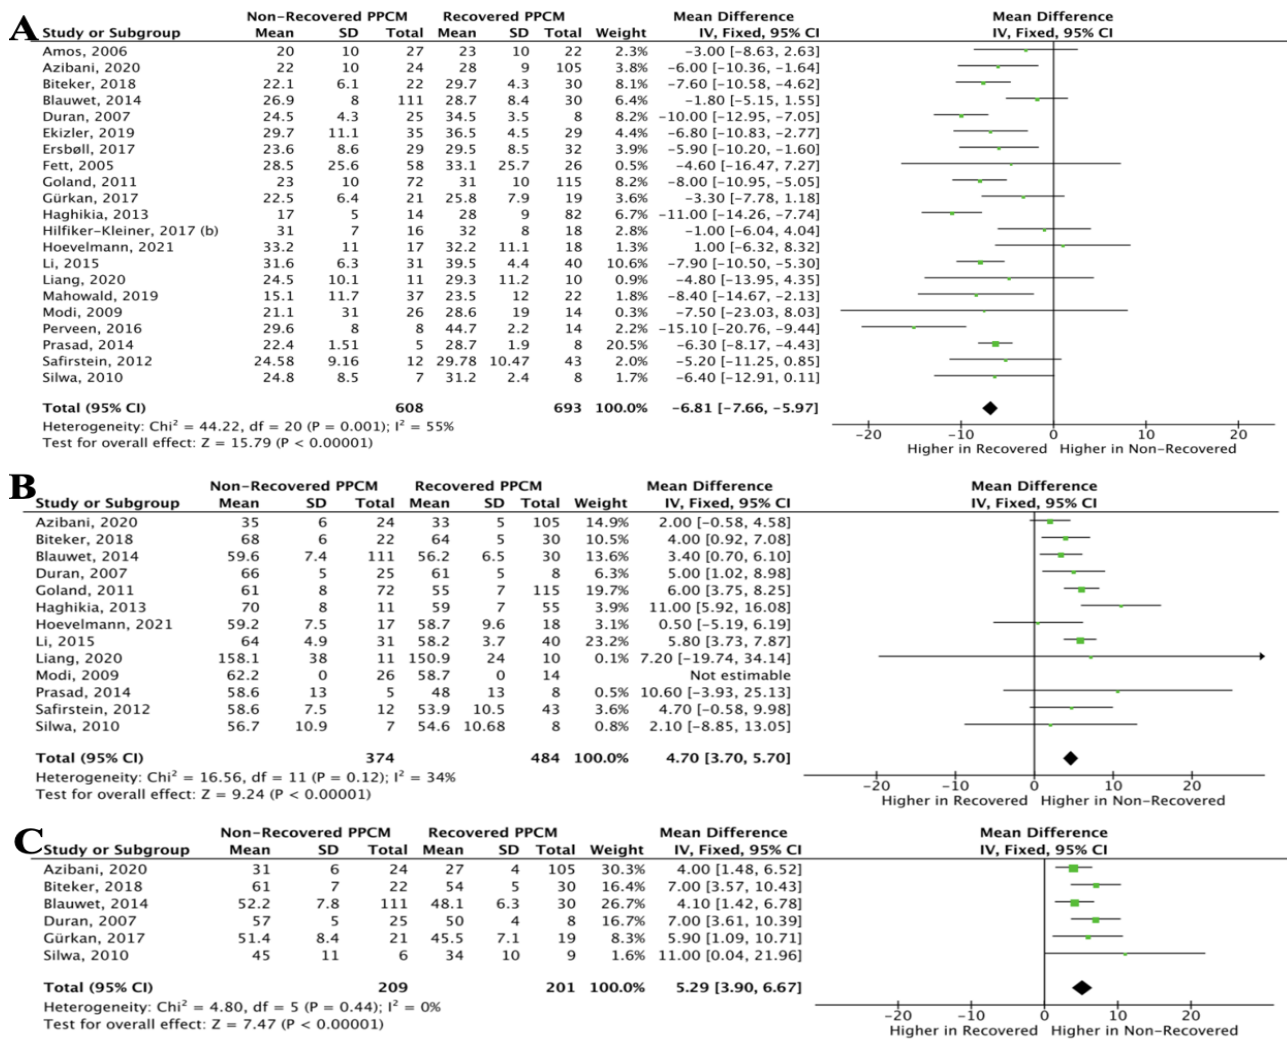 A
Non-Recovered PPCM Recovered PPCM Mean Difference Mean Difference
Study or Subgroup Mean SD Total Mean SD Total Weight IV, Fixed, 95% CI IV, Fixed, 95% CI
Amos, 2006 20 10 27 23 10 22 2.3% -3.00 [-8.63, 2.63]
Azibani, 2020 22 10 24 28 9 105 3.8% -6.00 [-10.36, -1.64]
Biteker, 2018 22.1 6.1 22 29.7 4.3 30 8.1% -7.60 [-10.58, -4.62]
Blauwet, 2014 26.9 8 111 28.7 8.4 30 6.4% -1.80 [-5.15, 1.55]
Duran, 2007 24.5 4.3 25 34.5 3.5 8 8.2% -10.00 [-12.95, -7.05]
Ekizler, 2019 29.7 11.1 35 36.5 4.5 29 4.4% -6.80 [-10.83, -2.77]
Ersbøll, 2017 23.6 8.6 29 29.5 8.5 32 3.9% -5.90 [-10.20, -1.60]
Fett, 2005 28.5 25.6 58 33.1 25.7 26 0.5% -4.60 [-16.47, 7.27]
Goland, 2011 23 10 72 31 10 115 8.2% -8.00 [-10.95, -5.05]
Gürkan, 2017 22.5 6.4 21 25.8 7.9 19 3.6% -3.30 [-7.78, 1.18]
Haghikia, 2013 17 5 14 28 9 82 6.7% -11.00 [-14.26, -7.74]
Hilfiker-Kleiner, 2017 (b) 31 7 16 32 8 18 2.8% -1.00 [-6.04, 4.04]
Hoevelmann, 2021 33.2 11 17 32.2 11.1 18 1.3% 1.00 [-6.32, 8.32]
Li, 2015 31.6 6.3 31 39.5 4.4 40 10.6% -7.90 [-10.50, -5.30]
Liang, 2020 24.5 10.1 11 29.3 11.2 10 0.9% -4.80 [-13.95, 4.35]
Mahowald, 2019 15.1 11.7 37 23.5 12 22 1.8% -8.40 [-14.67, -2.13]
Modi, 2009 21.1 31 26 28.6 19 14 0.3% -7.50 [-23.03, 8.03]
Perveen, 2016 29.6 8 8 44.7 2.2 14 2.2% -15.10 [-20.76, -9.44]
Prasad, 2014 22.4 1.51 5 28.7 1.9 8 20.5% -6.30 [-8.17, -4.43]
Safirstein, 2012 24.58 9.16 12 29.78 10.47 43 2.0% -5.20 [-11.25, 0.85]
Silwa, 2010 24.8 8.5 7 31.2 2.4 8 1.7% -6.40 [-12.91, 0.11]
Total (95% CI) 608 693 100.0% -6.81 [-7.66, -5.97]
Heterogeneity: Chi² = 44.22, df = 20 (P = 0.001); I² = 55%
Test for overall effect: Z = 15.79 (P < 0.00001)
-20 -10 0 10 20
Higher in Recovered Higher in Non-Recovered
B
Non-Recovered PPCM Recovered PPCM Mean Difference Mean Difference
Study or Subgroup Mean SD Total Mean SD Total Weight IV, Fixed, 95% CI IV, Fixed, 95% CI
Azibani, 2020 35 6 24 33 5 105 14.9% 2.00 [-0.58, 4.58]
Biteker, 2018 68 6 22 64 5 30 10.5% 4.00 [0.92, 7.08]
Blauwet, 2014 59.6 7.4 111 56.2 6.5 30 13.6% 3.40 [0.70, 6.10]
Duran, 2007 66 5 25 61 5 8 6.3% 5.00 [1.02, 8.98]
Goland, 2011 61 8 72 55 7 115 19.7% 6.00 [3.75, 8.25]
Haghikia, 2013 70 8 11 59 7 55 3.9% 11.00 [5.92, 16.08]
Hoevelmann, 2021 59.2 7.5 17 58.7 9.6 18 3.1% 0.50 [-5.19, 6.19]
Li, 2015 64 4.9 31 58.2 3.7 40 23.2% 5.80 [3.73, 7.87]
Liang, 2020 158.1 38 11 150.9 24 10 0.1% 7.20 [-19.74, 34.14]
Modi, 2009 62.2 0 26 58.7 0 14 Not estimable
Prasad, 2014 58.6 13 5 48 13 8 0.5% 10.60 [-3.93, 25.13]
Safirstein, 2012 58.6 7.5 12 53.9 10.5 43 3.6% 4.70 [-0.58, 9.98]
Silwa, 2010 56.7 10.9 7 54.6 10.68 8 0.8% 2.10 [-8.85, 13.05]
Total (95% CI) 374 484 100.0% 4.70 [3.70, 5.70]
Heterogeneity: Chi² = 16.56, df = 11 (P = 0.12); I² = 34%
Test for overall effect: Z = 9.24 (P < 0.00001)
-20 -10 0 10 20
Higher in Recovered Higher in Non-Recovered
C
Non-Recovered PPCM Recovered PPCM Mean Difference Mean Difference
Study or Subgroup Mean SD Total Mean SD Total Weight IV, Fixed, 95% CI IV, Fixed, 95% CI
Azibani, 2020 31 6 24 27 4 105 30.3% 4.00 [1.48, 6.52]
Biteker, 2018 61 7 22 54 5 30 16.4% 7.00 [3.57, 10.43]
Blauwet, 2014 52.2 7.8 111 48.1 6.3 30 26.7% 4.10 [1.42, 6.78]
Duran, 2007 57 5 25 50 4 8 16.7% 7.00 [3.61, 10.39]
Gürkan, 2017 51.4 8.4 21 45.5 7.1 19 8.3% 5.90 [1.09, 10.71]
Silwa, 2010 45 11 6 34 10 9 1.6% 11.00 [0.04, 21.96]
Total (95% CI) 209 201 100.0% 5.29 [3.90, 6.67]
Heterogeneity: Chi² = 4.80, df = 5 (P = 0.44); I² = 0%
Test for overall effect: Z = 7.47 (P < 0.00001)
-20 -10 0 10 20
Higher in Recovered Higher in Non-Recovered